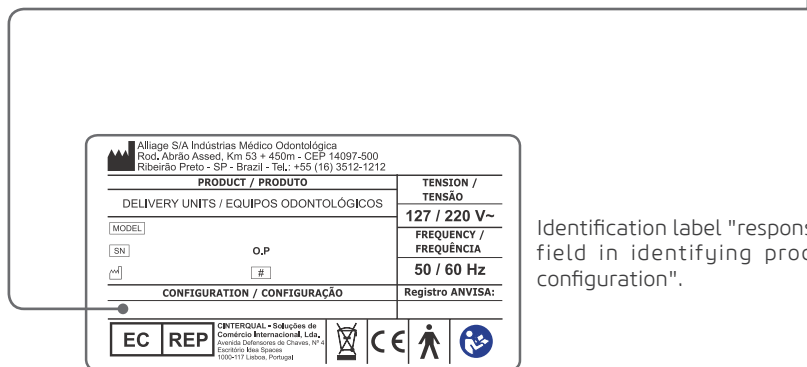 Alliage S/A Indústrias Médico Odontológica
Rod. Abrão Assed, Km 53 + 450m - CEP 14097-500
Ribeirão Preto - SP - Brazil - Tel.: +55 (16) 3512-1212
PRODUCT / PRODUTO
DELIVERY UNITS / EQUIPOS ODONTOLÓGICOS
MODEL
SN O.P
#
CONFIGURATION / CONFIGURAÇÃO
TENSION /
TENSÃO
127 / 220 V~
FREQUENCY /
FREQUÊNCIA
50 / 60 Hz
Registro ANVISA:
EC REP
CINTERQUAL - Soluções de
Comércio Internacional, Lda.
Avenida Defensores de Chaves, Nº 4
Escritório Idea Spaces
1000-117 Lisboa, Portugal
CE
Identification label "respons
field in identifying proc
configuration".